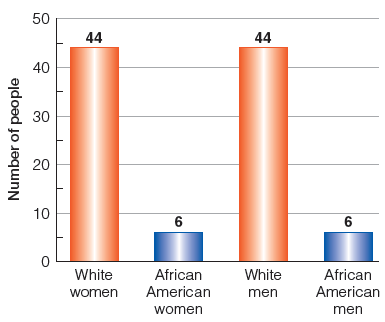 Number of people
50
40
30
20
10
0
44
6
44
6
White
women
African
American
women
White
men
African
American
men